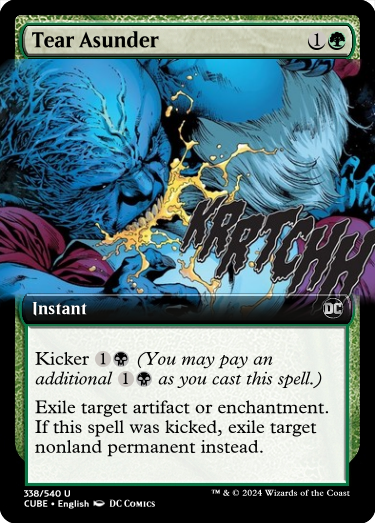 Tear Asunder 1
KRRTCHH
Instant DC
Kicker 1 (You may pay an
additional 1 as you cast this spell.)
Exile target artifact or enchantment.
If this spell was kicked, exile target
nonland permanent instead.
338/540 U
CUBE • English DC COMICS
™ & © 2024 Wizards of the Coast